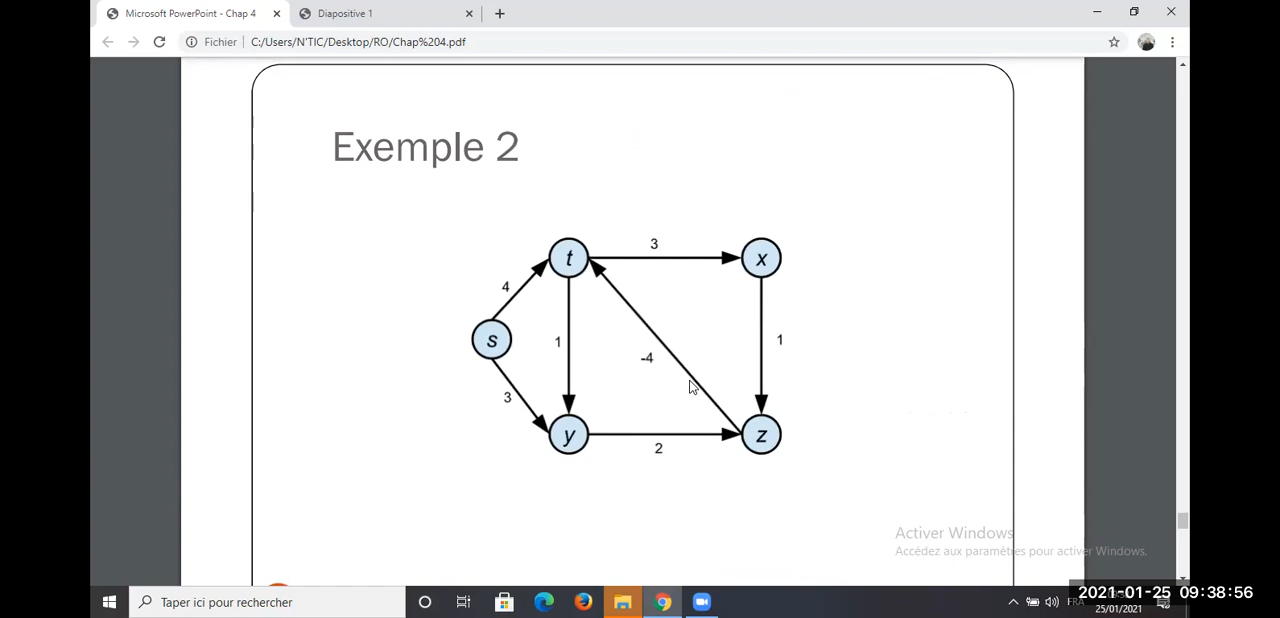 Microsoft PowerPoint - Chap 4
Diapositive 1
Fichier
C:/Users/N'TIC/Desktop/RO/Chap%204.pdf
Exemple 2
3
t
x
4
s
1
-4
1
3
y
z
2
Activer Windows
Accédez aux paramètres pour activer Windows.
Taper ici pour rechercher
FRA
2021-01-25 09:38:56
25/01/2021